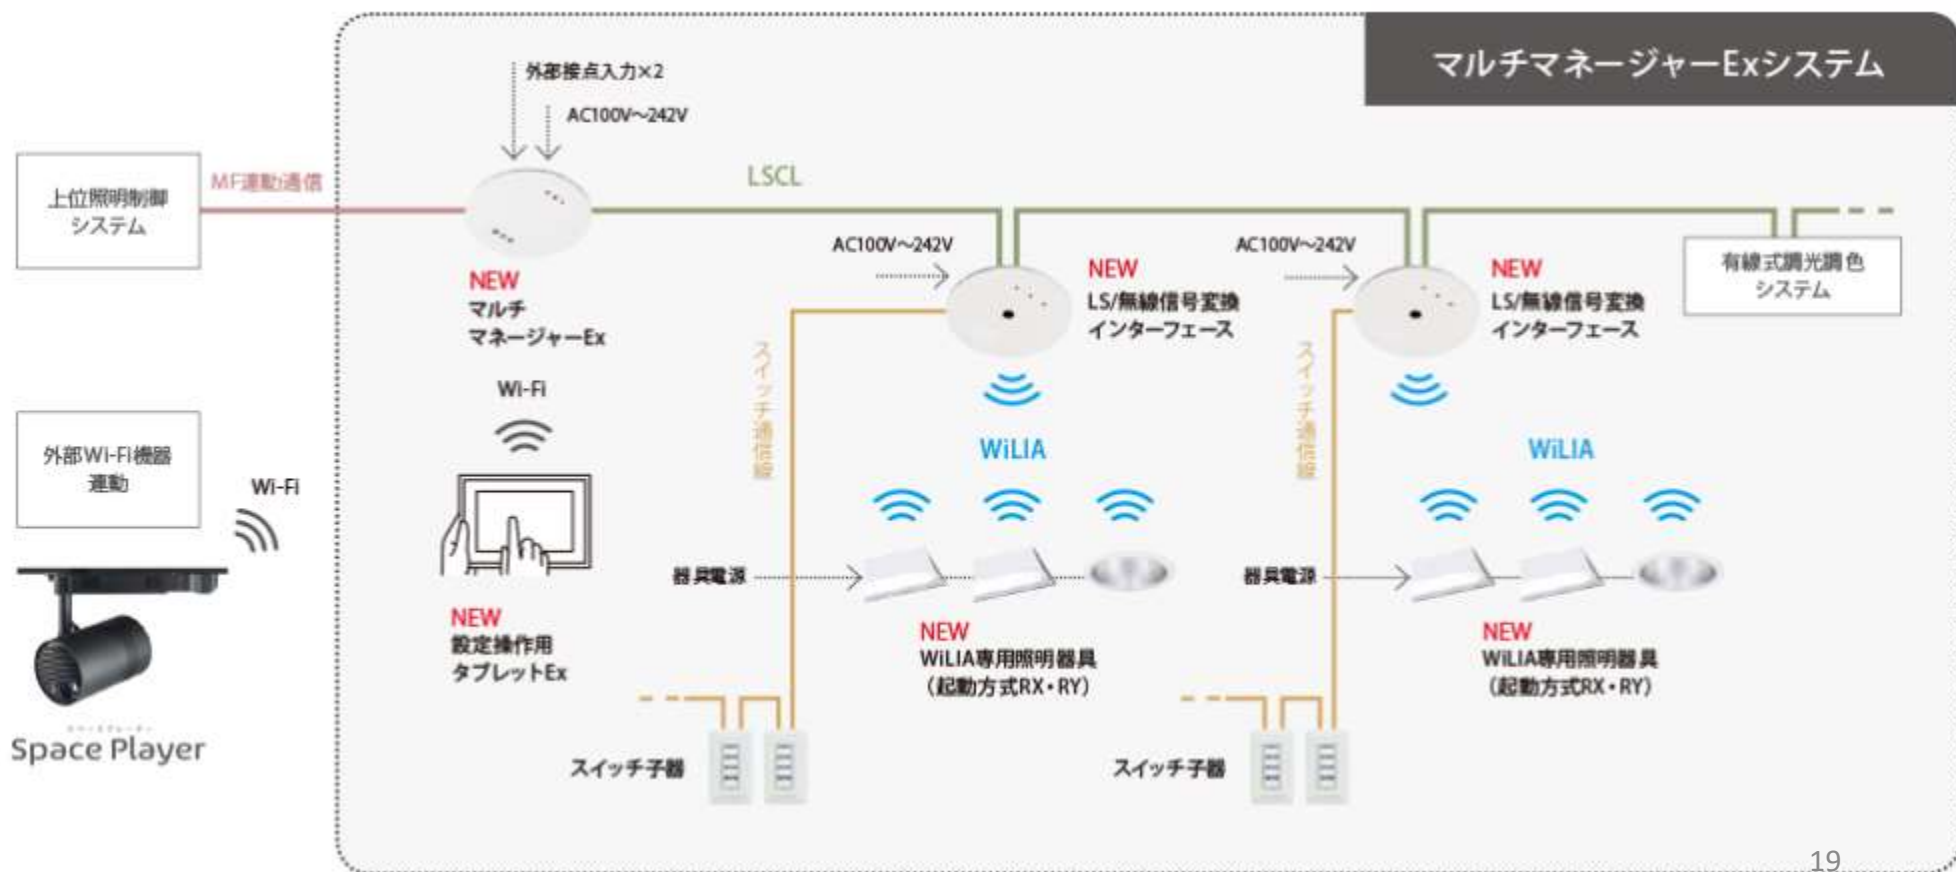 マルチマネージャーExシステム
外部接点入力×2
AC100V～242V
上位照明制御
システム
MF連動通信
LSCL
NEW
マルチ
マネージャーEx
AC100V～242V
NEW
LS/無線信号変換
インターフェース
AC100V～242V
NEW
LS/無線信号変換
インターフェース
有線式調光調色
システム
スイッチ通信線
スイッチ通信線
外部Wi-Fi機器
連動
Wi-Fi
Wi-Fi
WiLIA
WiLIA
NEW
設定操作用
タブレットEx
器具電源
NEW
WiLIA専用照明器具
（起動方式RX・RY）
器具電源
NEW
WiLIA専用照明器具
（起動方式RX・RY）
スペースプレーヤー
Space Player
スイッチ子器
スイッチ子器
19